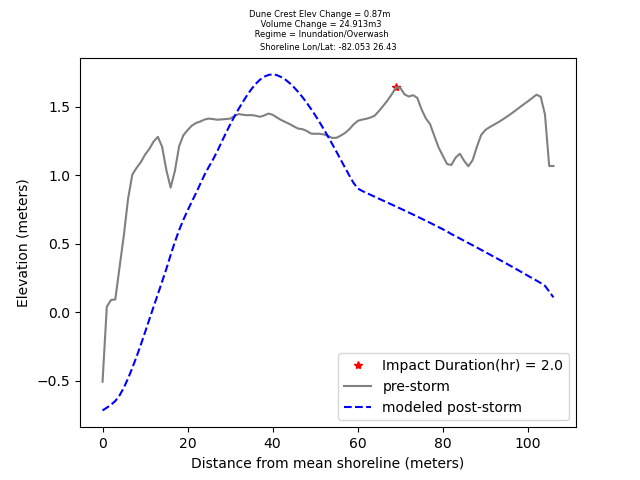 Dune Crest Elev Change = 0.87m
Volume Change = 24.913m3
Regime = Inundation/Overwash
Shoreline Lon/Lat: -82.053 26.43
Elevation (meters)
1.5
1.0
0.5
0.0
−0.5
Impact Duration(hr) = 2.0
pre-storm
modeled post-storm
0 20 40 60 80 100
Distance from mean shoreline (meters)